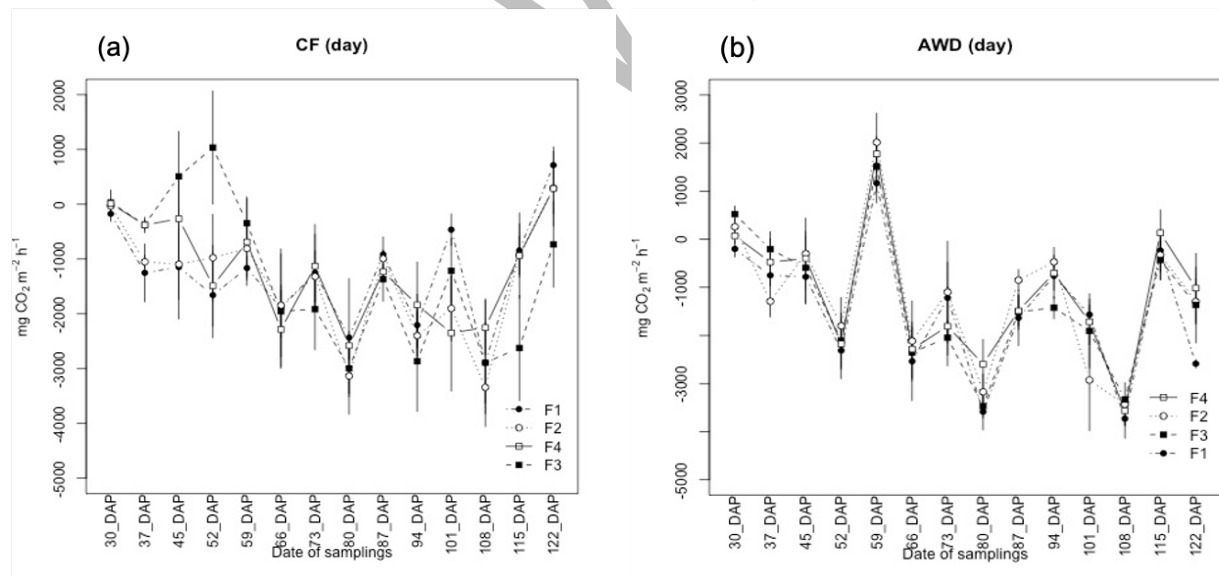 (a)
CF (day)
mg CO2 m−2 h−1
2000
1000
0
-1000
-2000
-3000
-4000
-5000
30_DAP
37_DAP
45_DAP
52_DAP
59_DAP
66_DAP
73_DAP
80_DAP
87_DAP
94_DAP
101_DAP
108_DAP
115_DAP
122_DAP
Date of samplings
F1
F2
F4
F3
(b)
AWD (day)
mg CO2 m−2 h−1
3000
2000
1000
0
-1000
-3000
-5000
30_DAP
37_DAP
45_DAP
52_DAP
59_DAP
66_DAP
73_DAP
80_DAP
87_DAP
94_DAP
101_DAP
108_DAP
115_DAP
122_DAP
Date of samplings
F4
F2
F3
F1